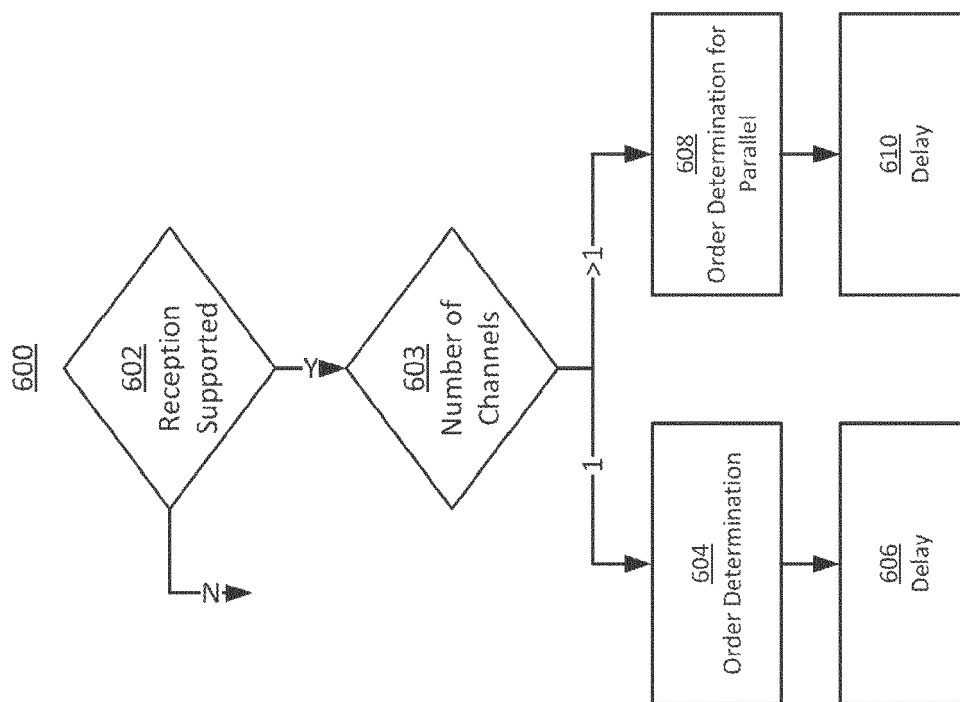 600
602
Reception
Supported
N
Y
603
Number of
Channels
1
>1
604
Order Determination
608
Order Determination for
Parallel
606
Delay
610
Delay